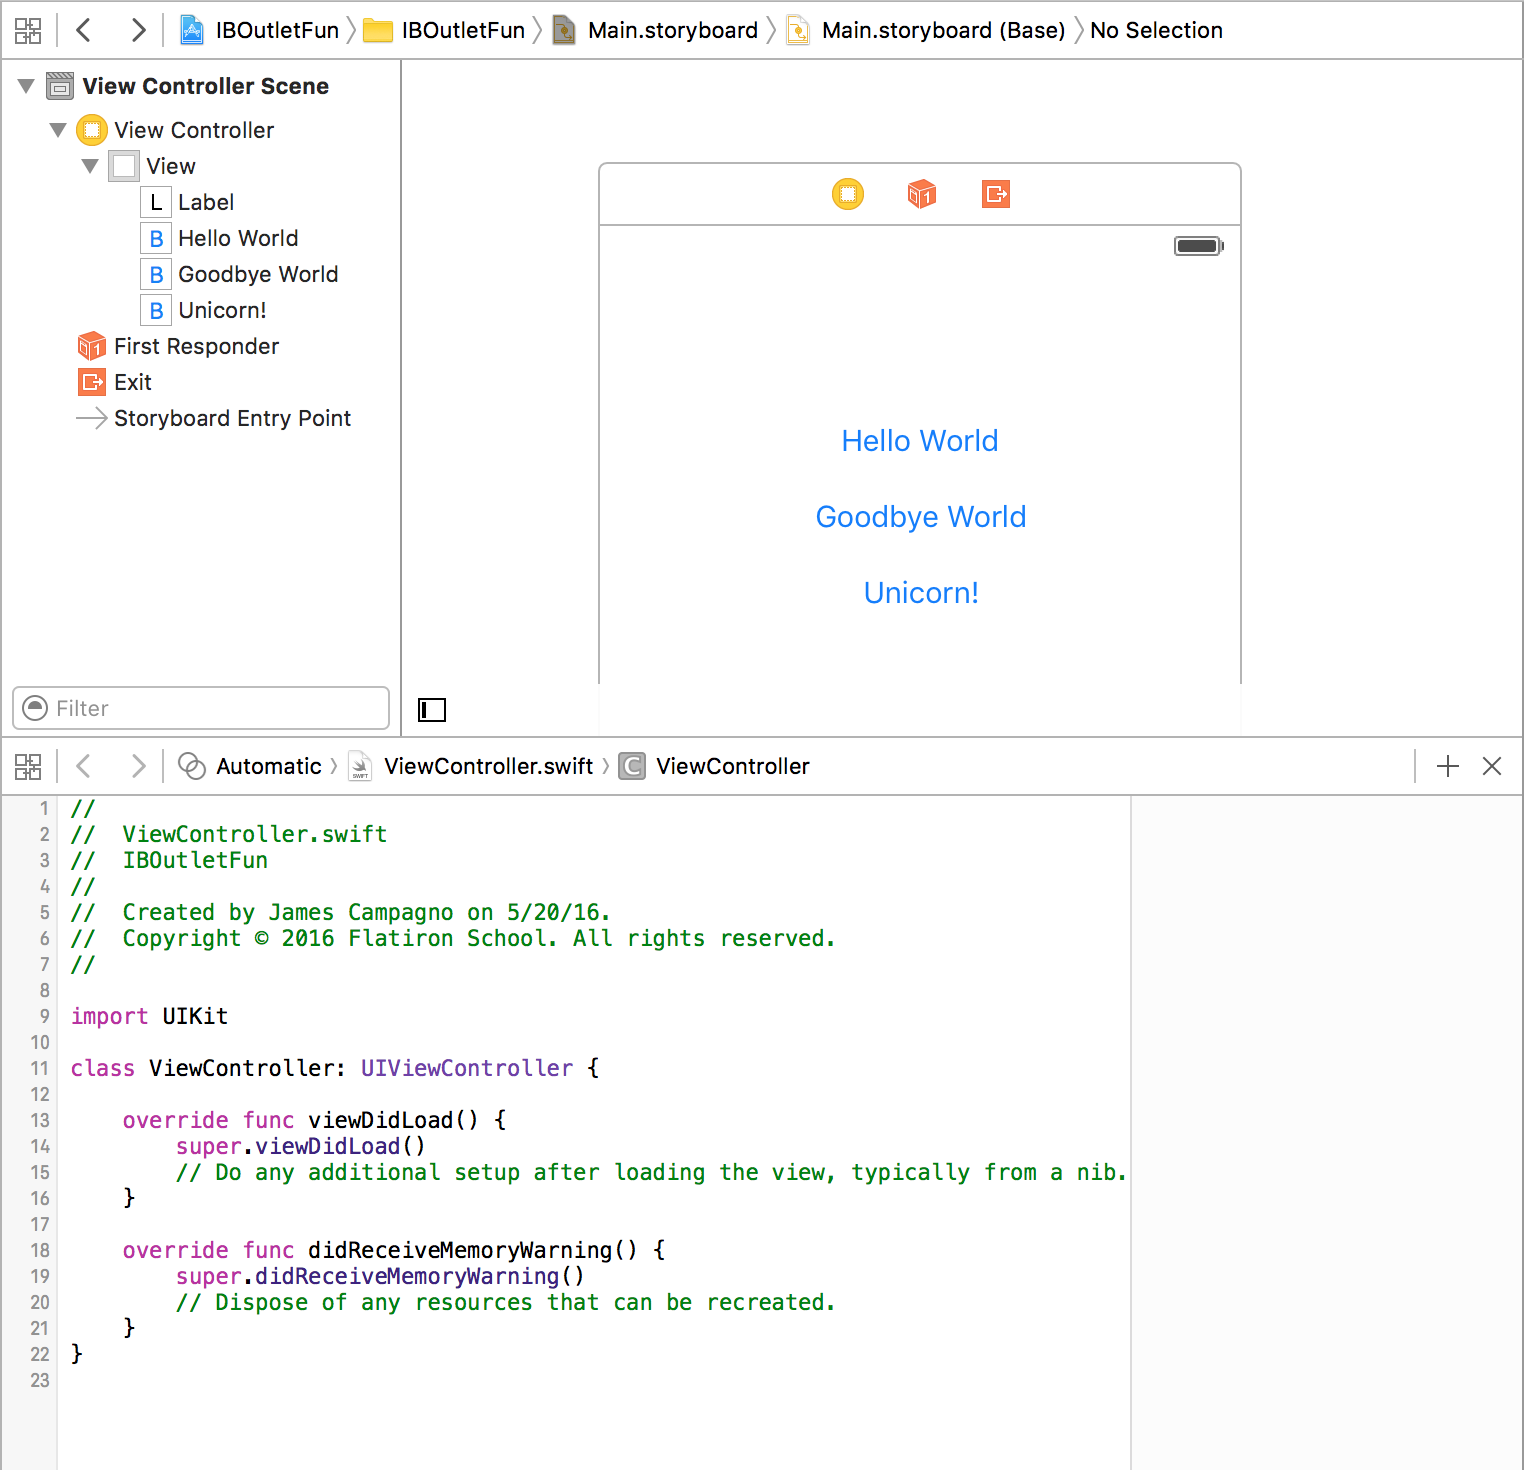 IBOutletFun IBOutletFun Main.storyboard Main.storyboard (Base) No Selection
View Controller Scene
View Controller
View
L Label
B Hello World
B Goodbye World
B Unicorn!
1 First Responder
Exit
Storyboard Entry Point
Filter
1
Hello World
Goodbye World
Unicorn!
Automatic SWIFT ViewController.swift C ViewController
1 //
2 //  ViewController.swift
3 //  IBOutletFun
4 //
5 //  Created by James Campagno on 5/20/16.
6 //  Copyright © 2016 Flatiron School. All rights reserved.
7 //
8
9 import UIKit
10
11 class ViewController: UIViewController {
12
13     override func viewDidLoad() {
14         super.viewDidLoad()
15         // Do any additional setup after loading the view, typically from a nib.
16     }
17
18     override func didReceiveMemoryWarning() {
19         super.didReceiveMemoryWarning()
20         // Dispose of any resources that can be recreated.
21     }
22 }
23